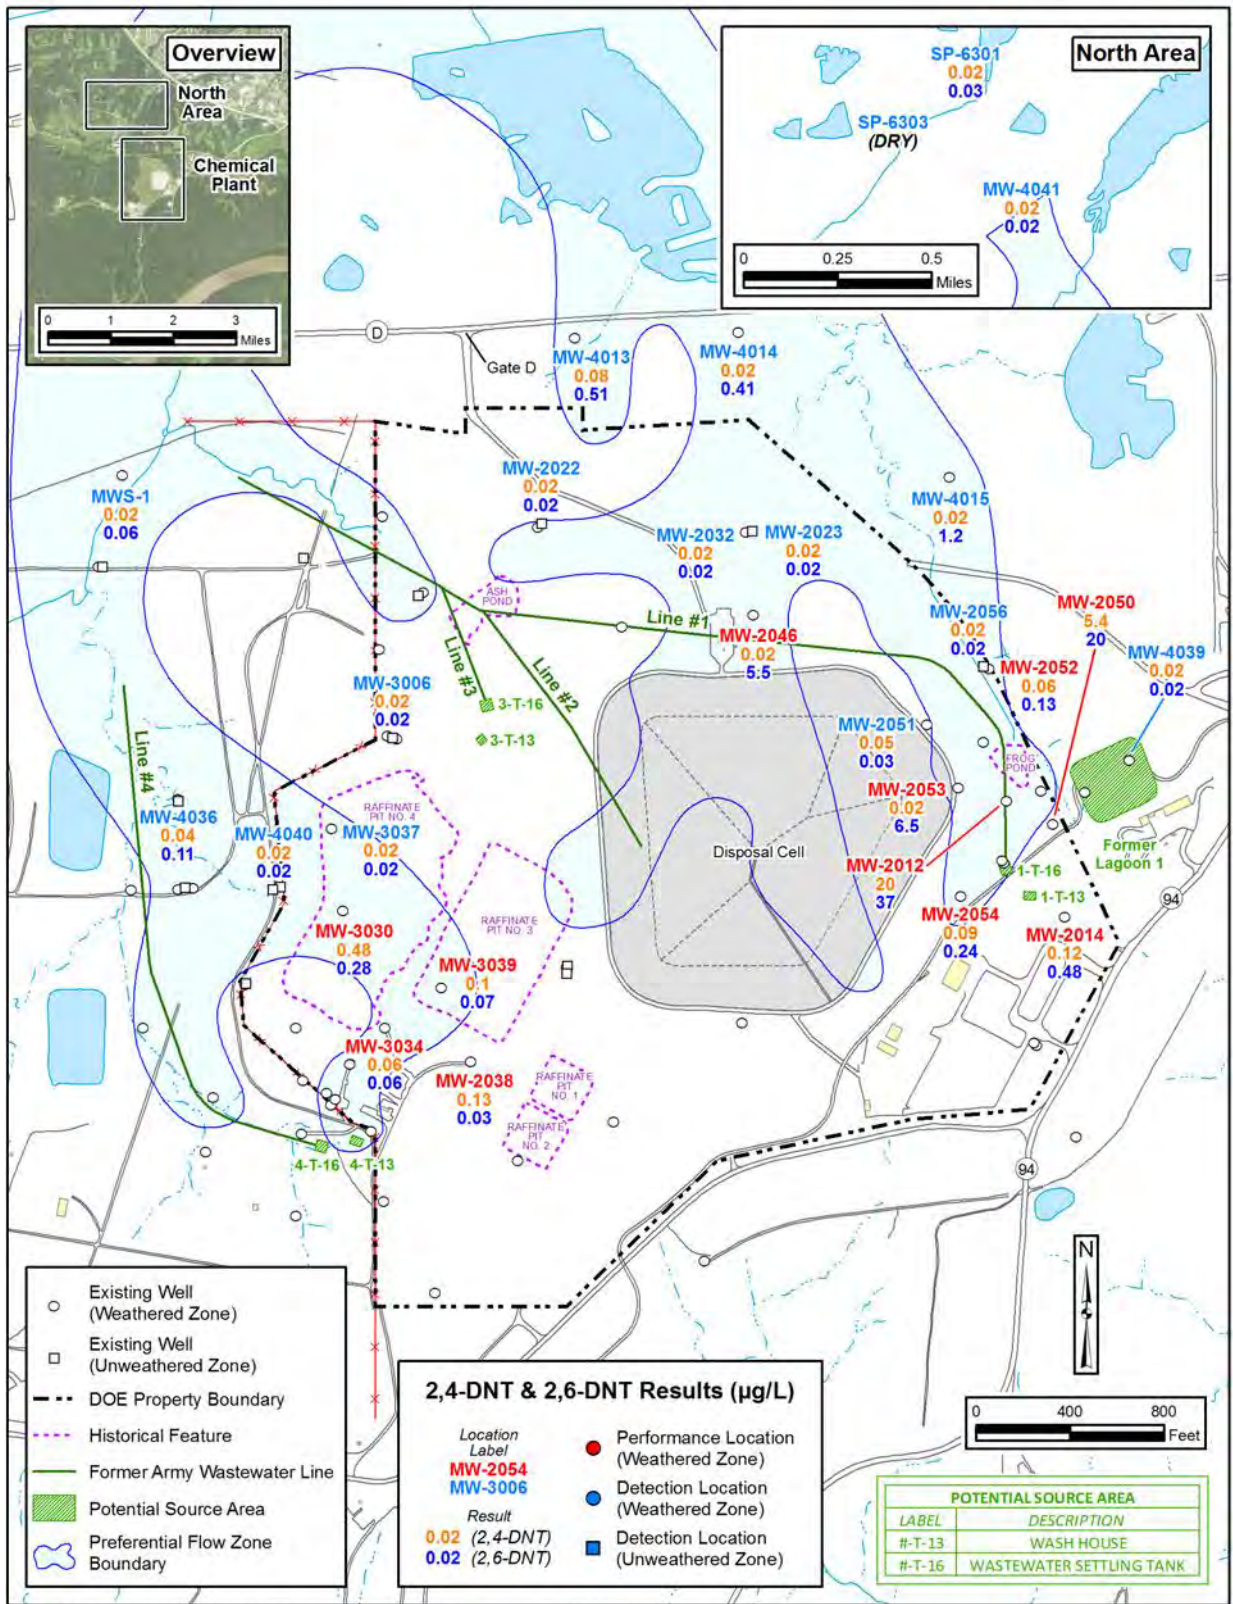 Overview
North
Area
Chemical
Plant
0 1 2 3
Miles
North Area
SP-6301
0.02
0.03
SP-6303
(DRY)
MW-4041
0.02
0.02
0 0.25 0.5
Miles
D
Gate D
MW-4013
0.08
0.51
MW-4014
0.02
0.41
MW-2022
0.02
0.02
MWS-1
0.02
0.06
MW-4015
0.02
1.2
MW-2032
0.02
0.02
MW-2023
0.02
0.02
ASH
POND
Line #1
MW-2046
0.02
5.5
MW-2056
0.02
0.02
MW-2050
5.4
20
MW-2052
0.06
0.13
MW-4039
0.02
0.02
Line #3
Line #2
3-T-16
3-T-13
MW-3006
0.02
0.02
Line #4
MW-2051
0.05
0.03
FROG
POND
MW-2053
0.02
6.5
RAFFINATE
PIT NO. 4
MW-4036
0.04
0.11
MW-4040
0.02
0.02
MW-3037
0.02
0.02
Disposal Cell
MW-2012
20
37
Former
Lagoon 1
1-T-16
1-T-13
94
RAFFINATE
PIT NO. 3
MW-3030
0.48
0.28
MW-2054
0.09
0.24
MW-2014
0.12
0.48
MW-3039
0.1
0.07
MW-3034
0.06
0.06
MW-2038
0.13
0.03
RAFFINATE
PIT
NO. 1
RAFFINATE
PIT
NO. 2
4-T-16
4-T-13
94
N
Existing Well
(Weathered Zone)
Existing Well
(Unweathered Zone)
DOE Property Boundary
Historical Feature
Former Army Wastewater Line
Potential Source Area
Preferential Flow Zone
Boundary
2,4-DNT & 2,6-DNT Results (µg/L)
Location
Label
MW-2054
MW-3006
Result
0.02 (2,4-DNT)
0.02 (2,6-DNT)
Performance Location
(Weathered Zone)
Detection Location
(Weathered Zone)
Detection Location
(Unweathered Zone)
0 400 800
Feet
POTENTIAL SOURCE AREA
LABEL DESCRIPTION
#-T-13 WASH HOUSE
#-T-16 WASTEWATER SETTLING TANK